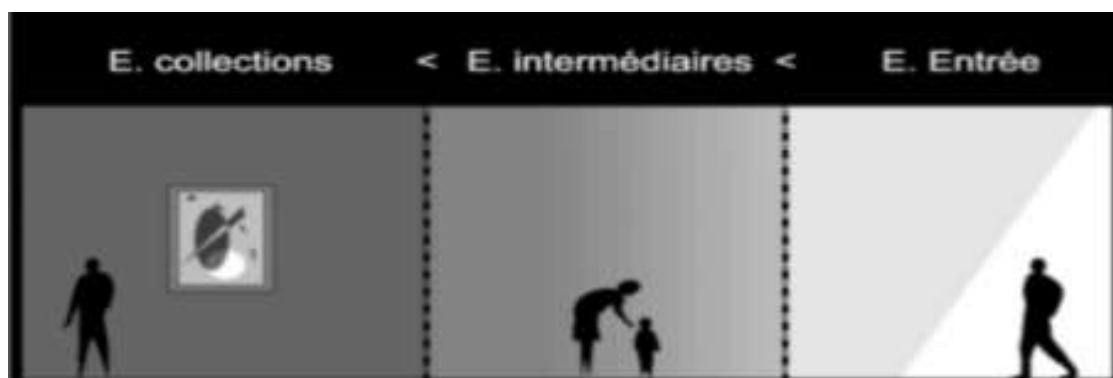 E. collections < E. intermédiaires < E. Entrée